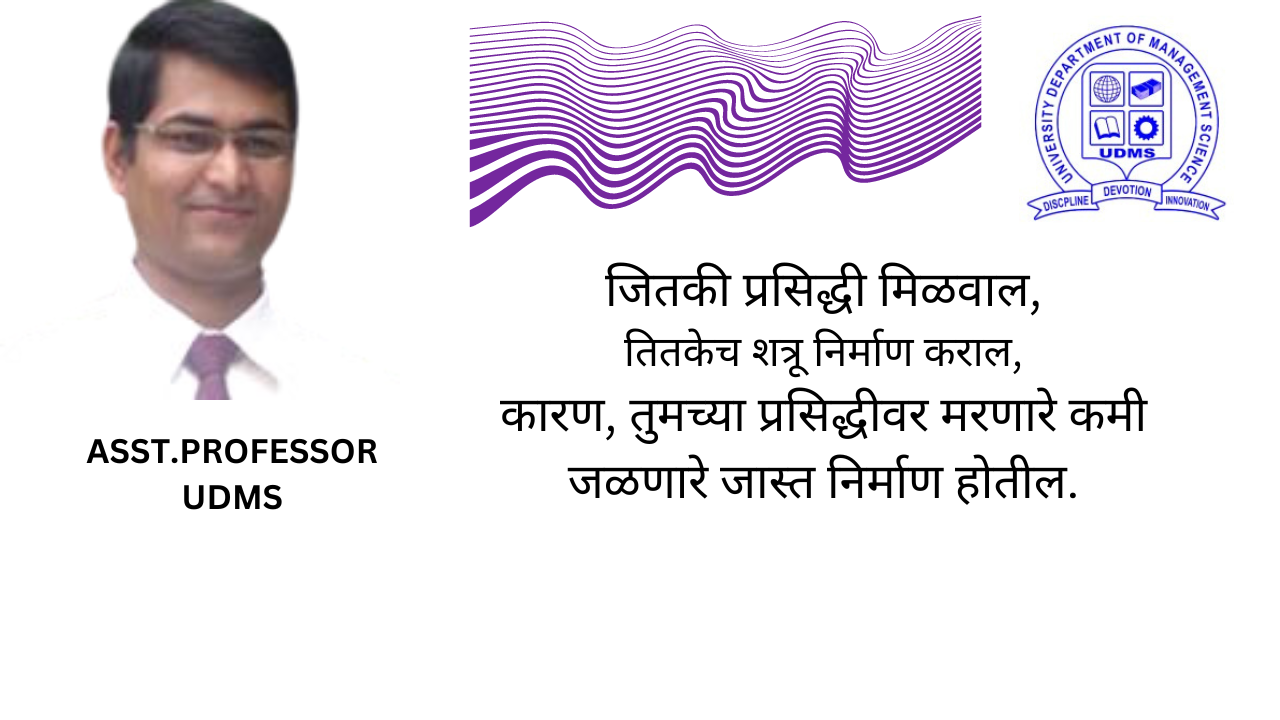 UNIVERSITY DEPARTMENT OF MANAGEMENT SCIENCE
UDMS
DISCPLINE
DEVOTION
INNOVATION
जितकी प्रसिद्धी मिळवाल,
तितकेच शत्रू निर्माण कराल,
कारण, तुमच्या प्रसिद्धीवर मरणारे कमी
जळणारे जास्त निर्माण होतील.
ASST.PROFESSOR
UDMS